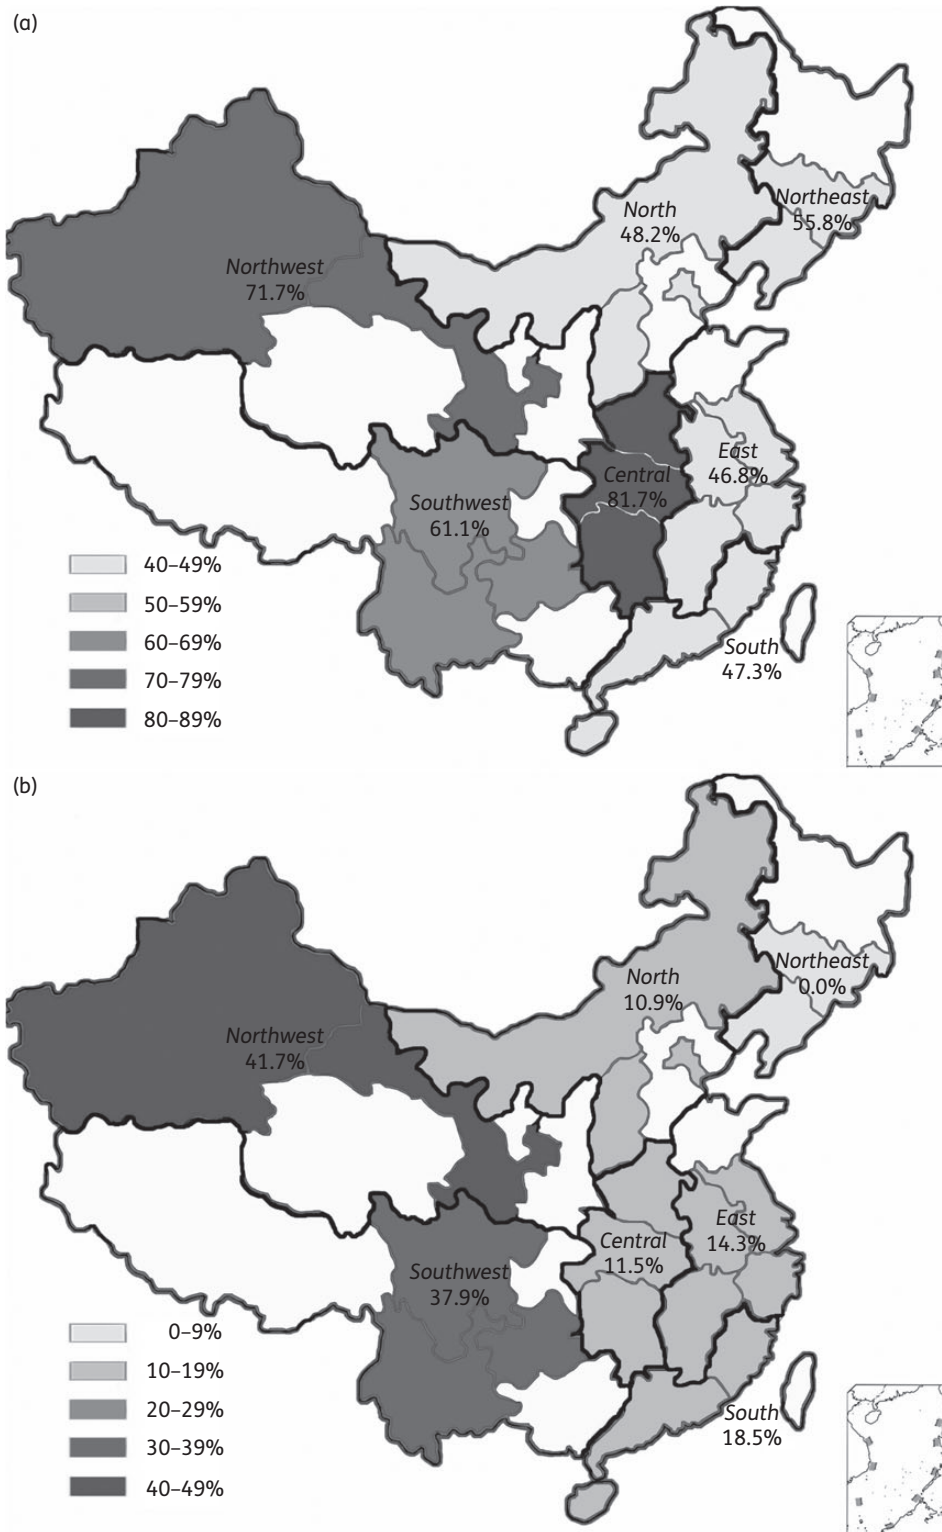 (a)
North
48.2%
Northeast
55.8%
Northwest
71.7%
East
46.8%
Central
81.7%
Southwest
61.1%
South
47.3%
40–49%
50–59%
60–69%
70–79%
80–89%
(b)
North
10.9%
Northeast
0.0%
Northwest
41.7%
East
14.3%
Central
11.5%
Southwest
37.9%
South
18.5%
0–9%
10–19%
20–29%
30–39%
40–49%